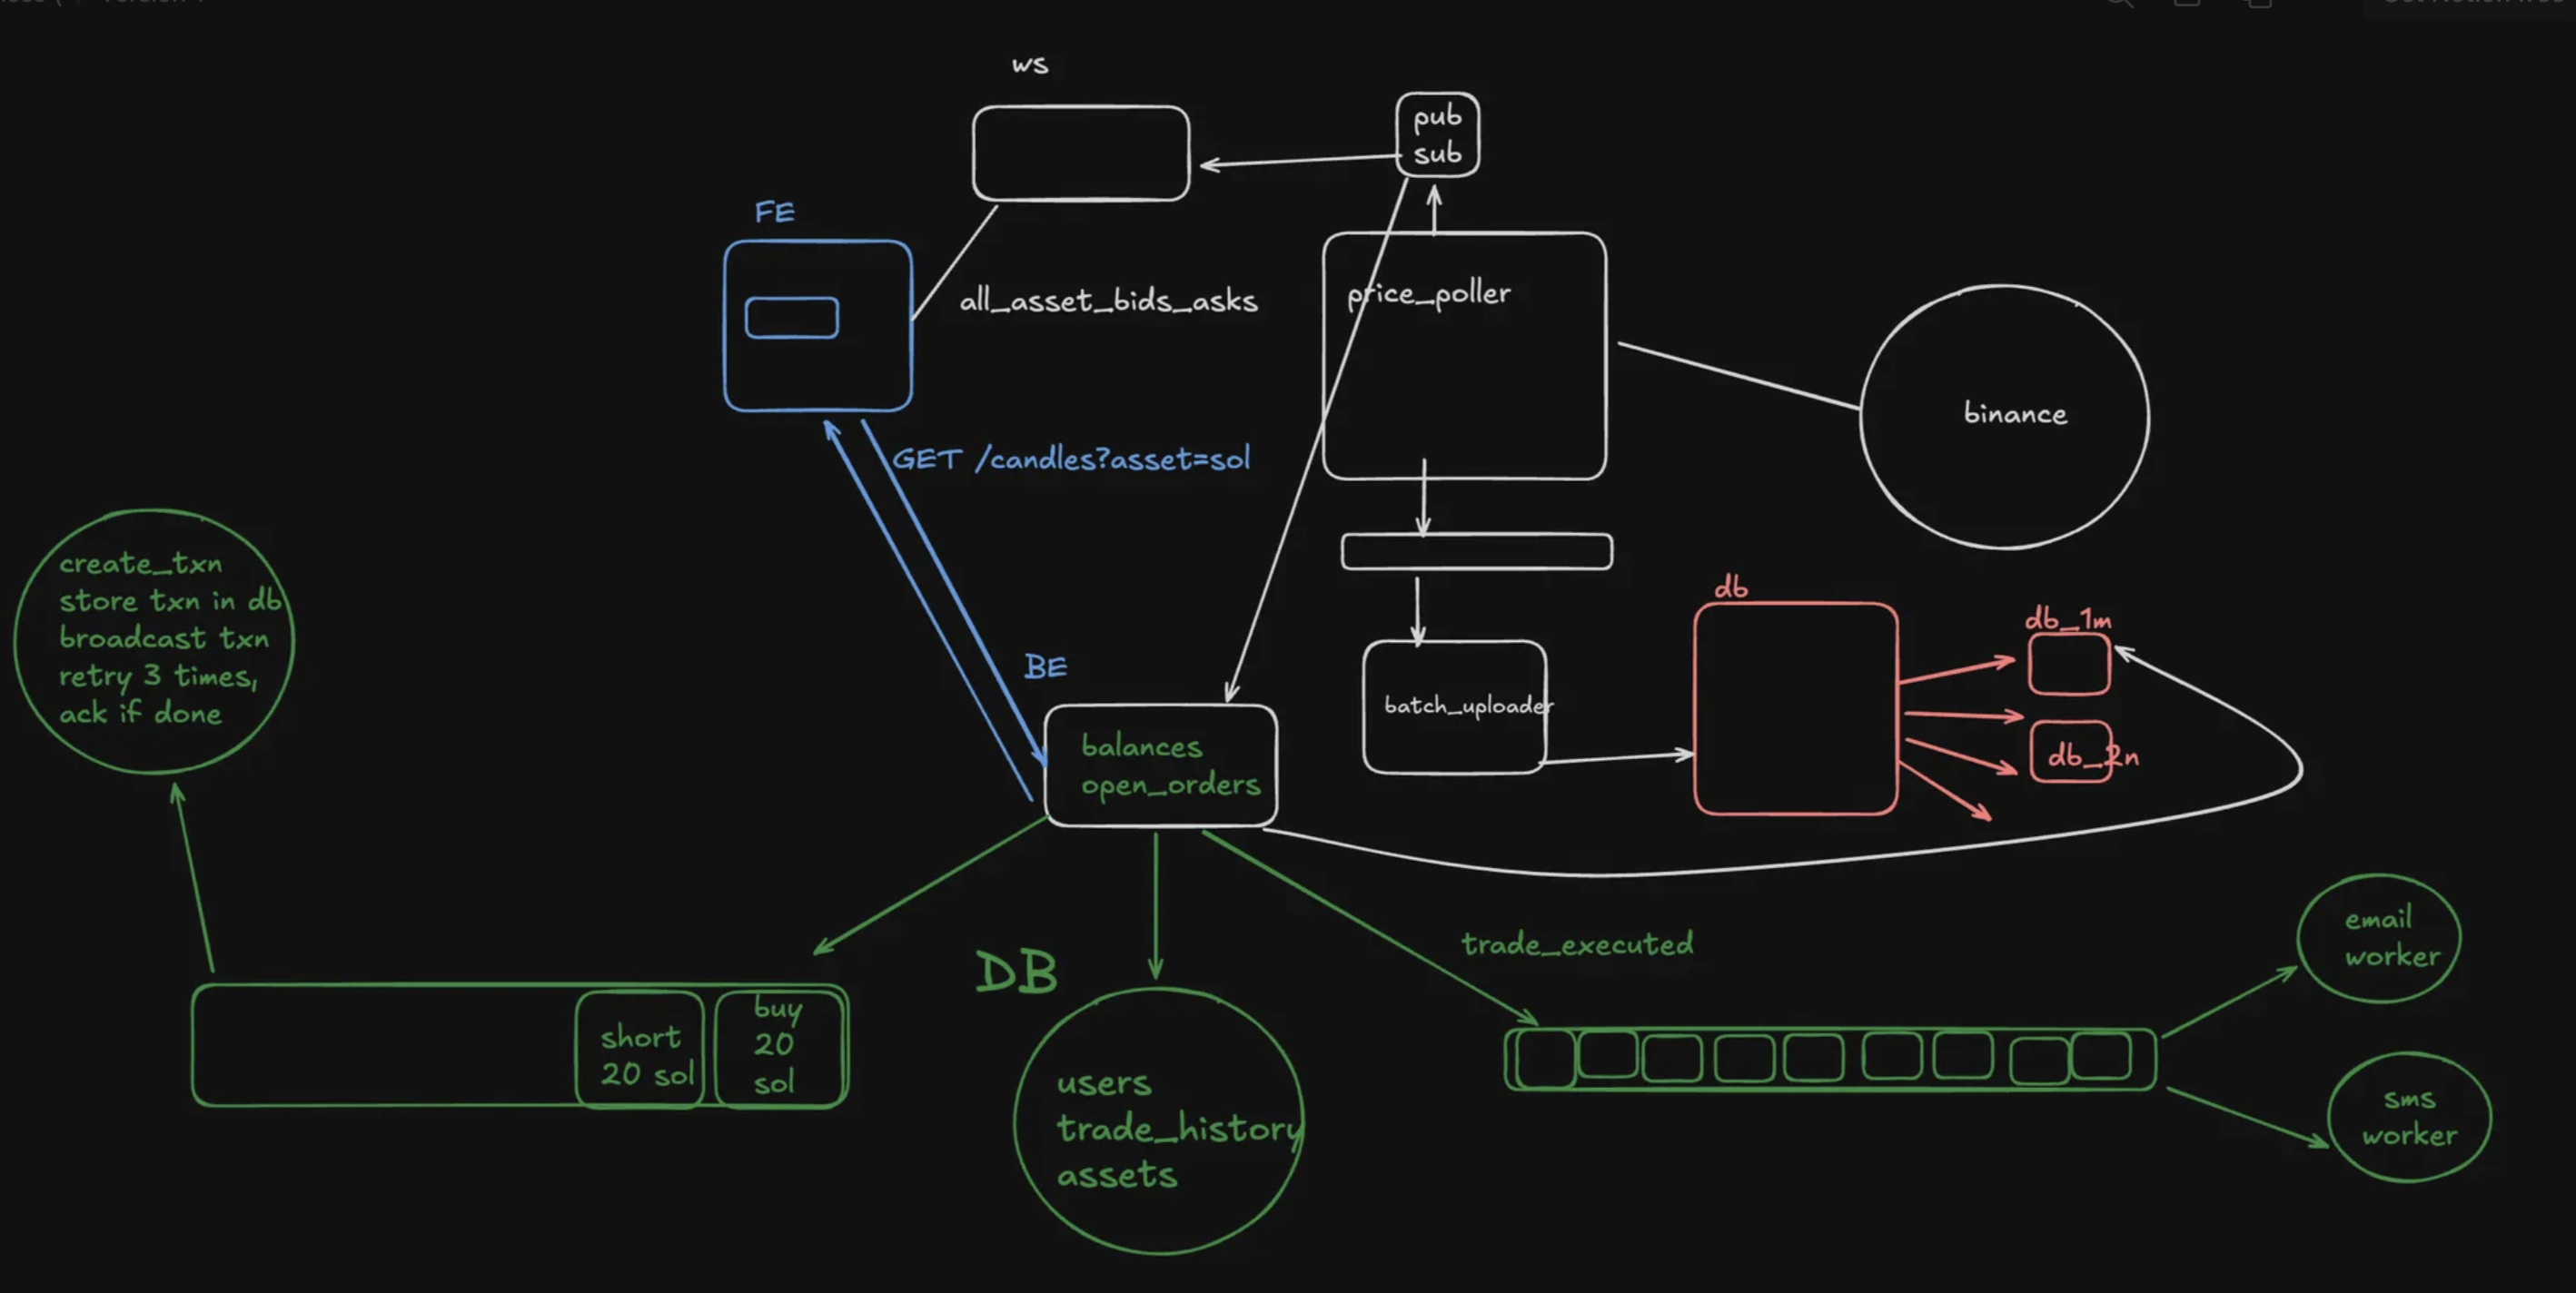 ws
pub
sub
FE
all_asset_bids_asks
price_poller
binance
GET /candles?asset=sol
create_txn
store txn in db
broadcast txn
retry 3 times,
ack if done
BE
balances
open_orders
batch_uploader
db
db_1m
db_2n
trade_executed
DB
short
20 sol
buy
20
sol
users
trade_history
assets
email
worker
sms
worker